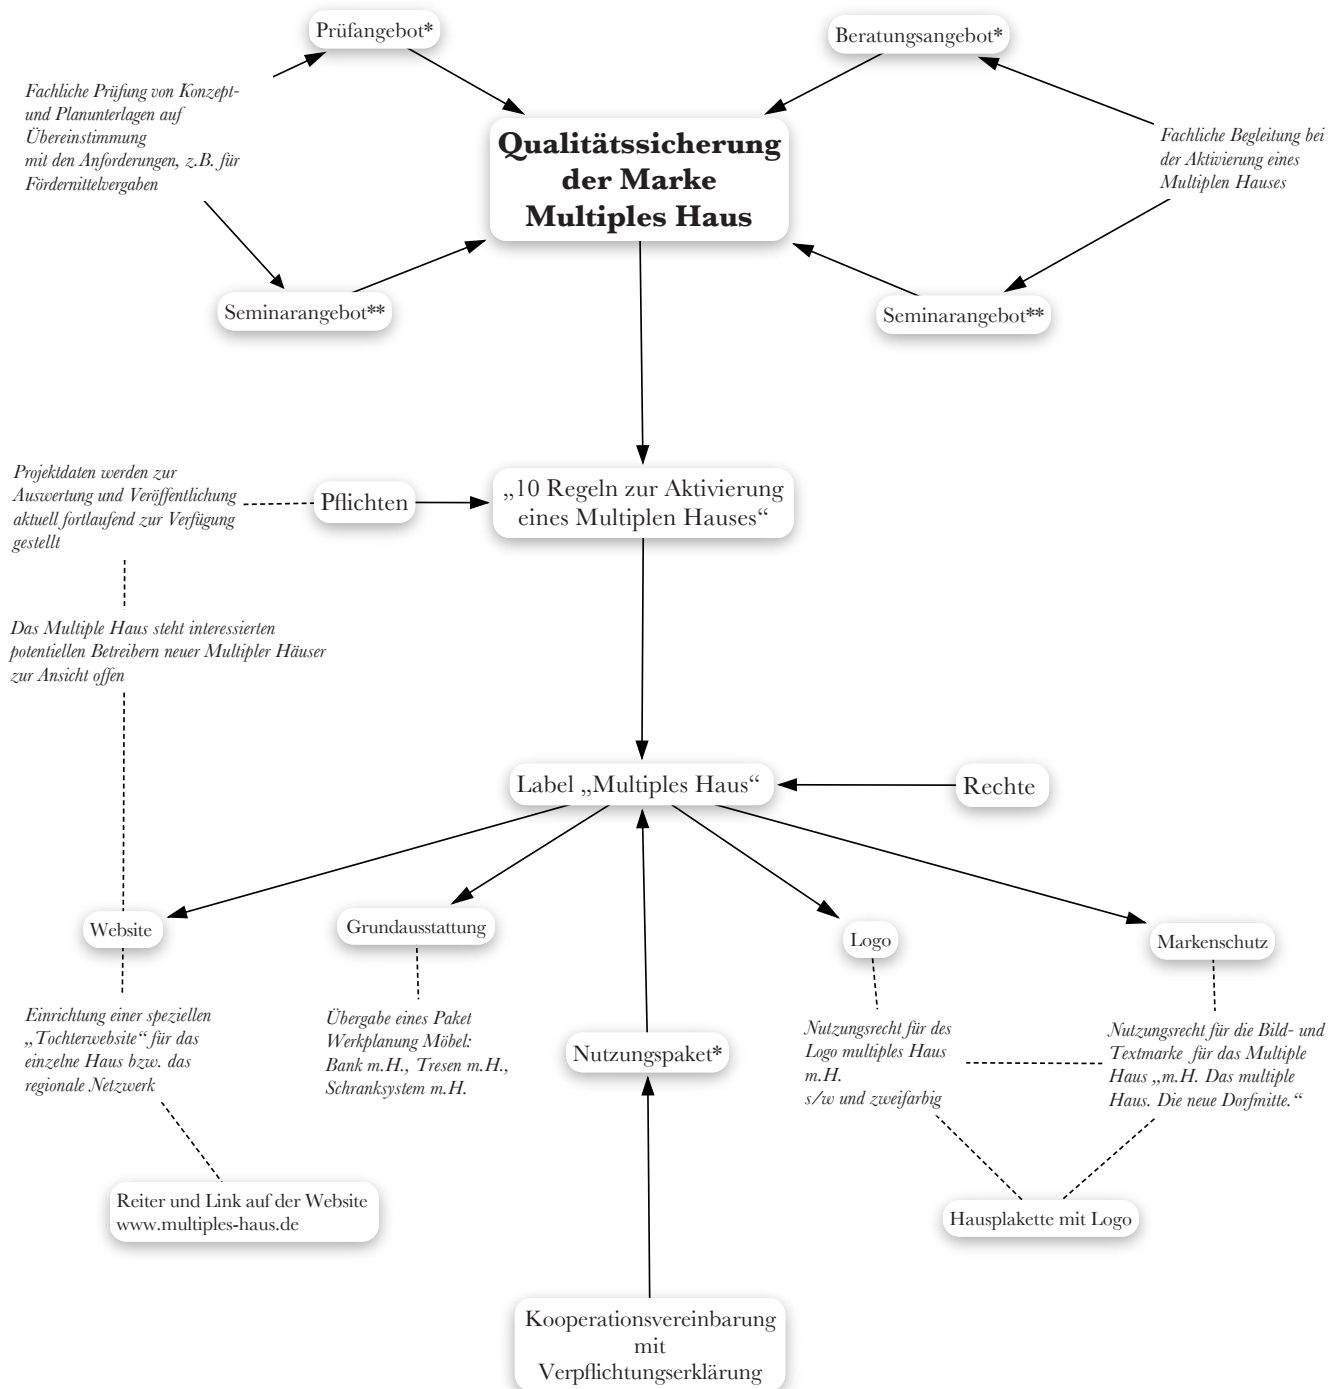 Prüfangebot*
Beratungsangebot*
Fachliche Prüfung von Konzept-
und Planunterlagen auf
Übereinstimmung
mit den Anforderungen, z.B. für
Fördernittelvergaben
Qualitätssicherung
der Marke
Multiples Haus
Fachliche Begleitung bei
der Aktivierung eines
Multiplen Hauses
Seminarangebot**
Seminarangebot**
Projektdaten werden zur
Auswertung und Veröffentlichung
aktuell fortlaufend zur Verfügung
gestellt
Pflichten
„10 Regeln zur Aktivierung
eines Multiplen Hauses“
Das Multiple Haus steht interessierten
potentiellen Betreibern neuer Multipler Häuser
zur Ansicht offen
Label „Multiples Haus“
Rechte
Website
Grundausstattung
Logo
Markenschutz
Einrichtung einer speziellen
„Tochterwebsite“ für das
einzelne Haus bzw. das
regionale Netzwerk
Übergabe eines Paket
Werkplanung Möbel:
Bank m.H., Tresen m.H.,
Schranksystem m.H.
Nutzungspaket*
Nutzungsrecht für des
Logo multiples Haus
m.H.
s/w und zweifarbig
Nutzungsrecht für die Bild- und
Textmarke für das Multiple
Haus „m.H. Das multiple
Haus. Die neue Dorfmitte.“
Reiter und Link auf der Website
www.multiples-haus.de
Hausplakette mit Logo
Kooperationsvereinbarung
mit
Verpflichtungserklärung